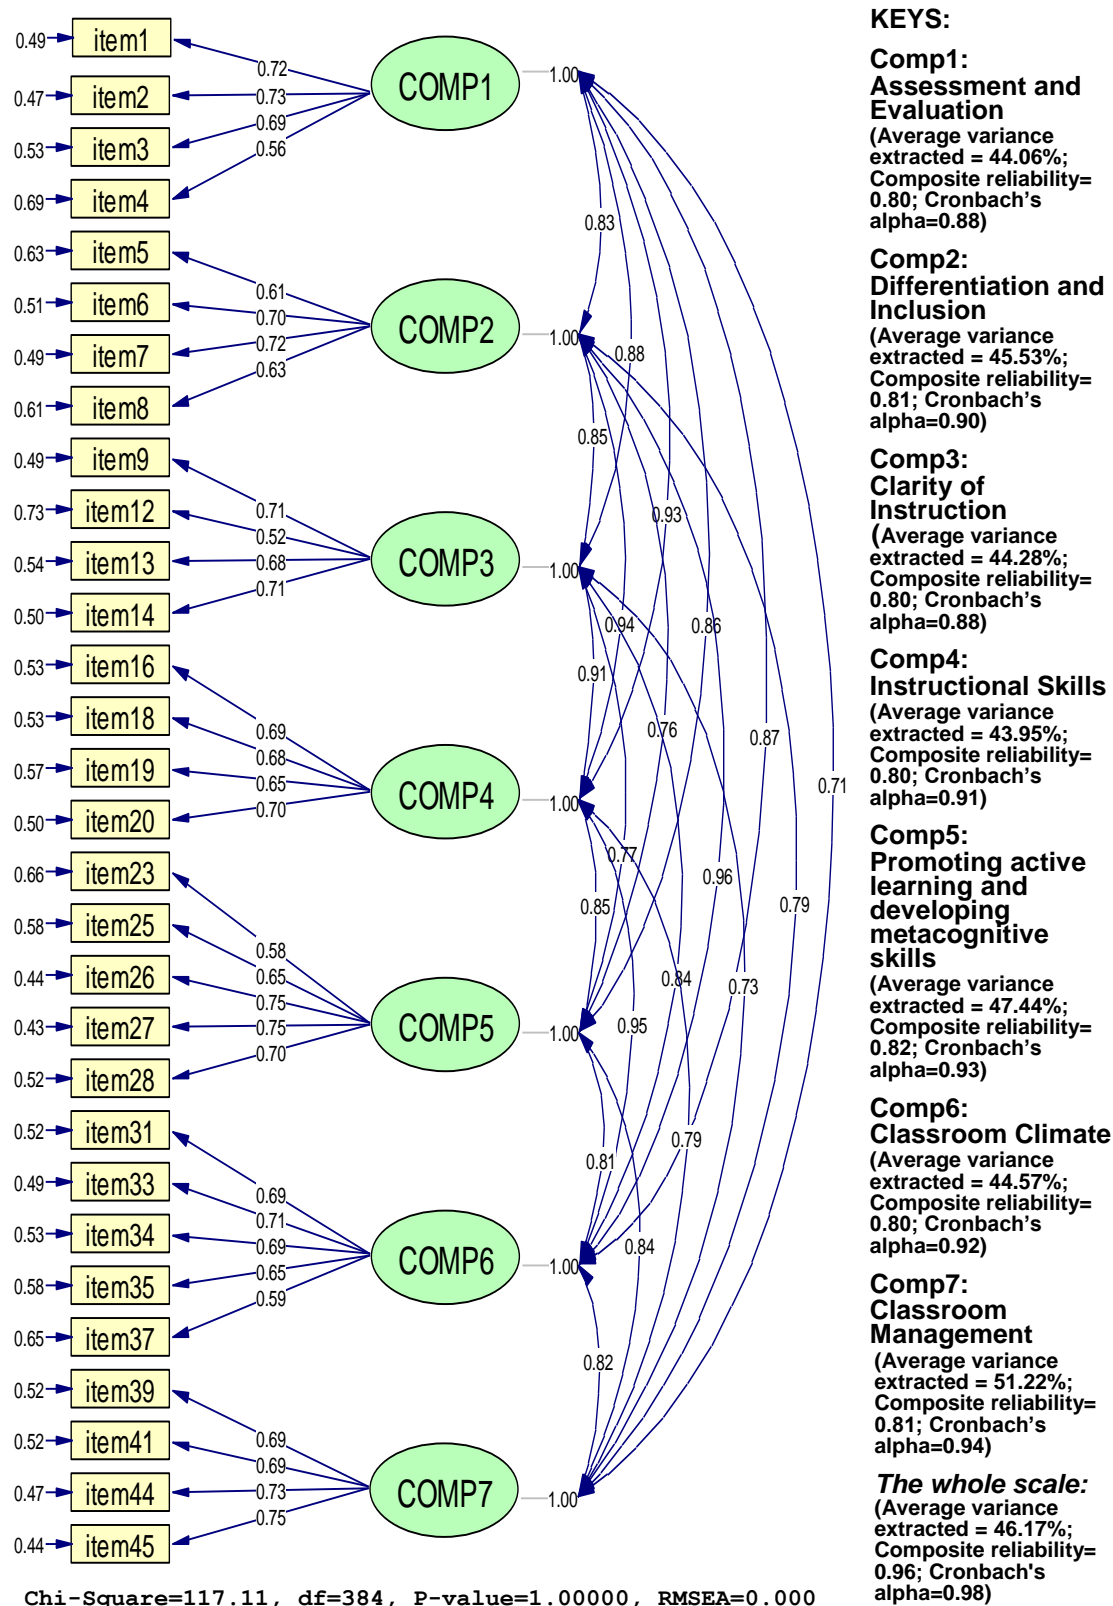 0.49 item1
0.47 item2
0.53 item3
0.69 item4
0.63 item5
0.51 item6
0.49 item7
0.61 item8
0.49 item9
0.73 item12
0.54 item13
0.50 item14
0.53 item16
0.53 item18
0.57 item19
0.50 item20
0.66 item23
0.58 item25
0.44 item26
0.43 item27
0.52 item28
0.52 item31
0.49 item33
0.53 item34
0.58 item35
0.65 item37
0.52 item39
0.52 item41
0.47 item44
0.44 item45
0.72
0.73
0.69
0.56
0.61
0.70
0.72
0.63
0.71
0.52
0.68
0.71
0.69
0.68
0.65
0.70
0.58
0.65
0.75
0.75
0.70
0.69
0.71
0.69
0.65
0.59
0.69
0.69
0.73
0.75
COMP1 1.00
COMP2 1.00
COMP3 1.00
COMP4 1.00
COMP5 1.00
COMP6 1.00
COMP7 1.00
0.83
0.88
0.85
0.93
0.94
0.86
0.91
0.76
0.87
0.71
0.77
0.96
0.85
0.79
0.84
0.73
0.95
0.79
0.81
0.84
0.82
KEYS:
Comp1:
Assessment and
Evaluation
(Average variance
extracted = 44.06%;
Composite reliability=
0.80; Cronbach's
alpha=0.88)
Comp2:
Differentiation and
Inclusion
(Average variance
extracted = 45.53%;
Composite reliability=
0.81; Cronbach's
alpha=0.90)
Comp3:
Clarity of
Instruction
(Average variance
extracted = 44.28%;
Composite reliability=
0.80; Cronbach's
alpha=0.88)
Comp4:
Instructional Skills
(Average variance
extracted = 43.95%;
Composite reliability=
0.80; Cronbach's
alpha=0.91)
Comp5:
Promoting active
learning and
developing
metacognitive
skills
(Average variance
extracted = 47.44%;
Composite reliability=
0.82; Cronbach's
alpha=0.93)
Comp6:
Classroom Climate
(Average variance
extracted = 44.57%;
Composite reliability=
0.80; Cronbach's
alpha=0.92)
Comp7:
Classroom
Management
(Average variance
extracted = 51.22%;
Composite reliability=
0.81; Cronbach's
alpha=0.94)
The whole scale:
(Average variance
extracted = 46.17%;
Composite reliability=
0.96; Cronbach's
alpha=0.98)
Chi-Square=117.11, df=384, P-value=1.00000, RMSEA=0.000